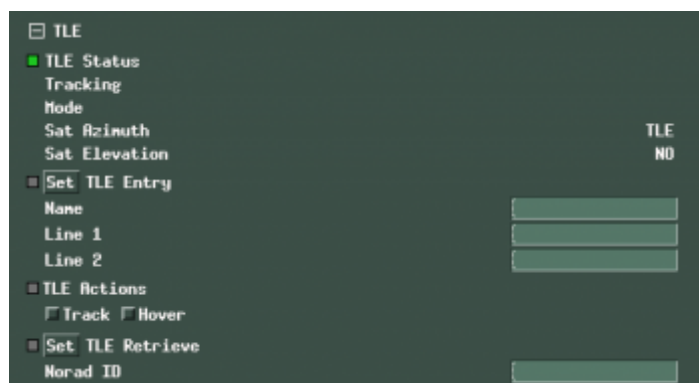 TLE
TLE Status
Tracking
Mode
Sat Azimuth TLE
Sat Elevation NO
Set TLE Entry
Name
Line 1
Line 2
TLE Actions
Track Hover
Set TLE Retrieve
Norad ID